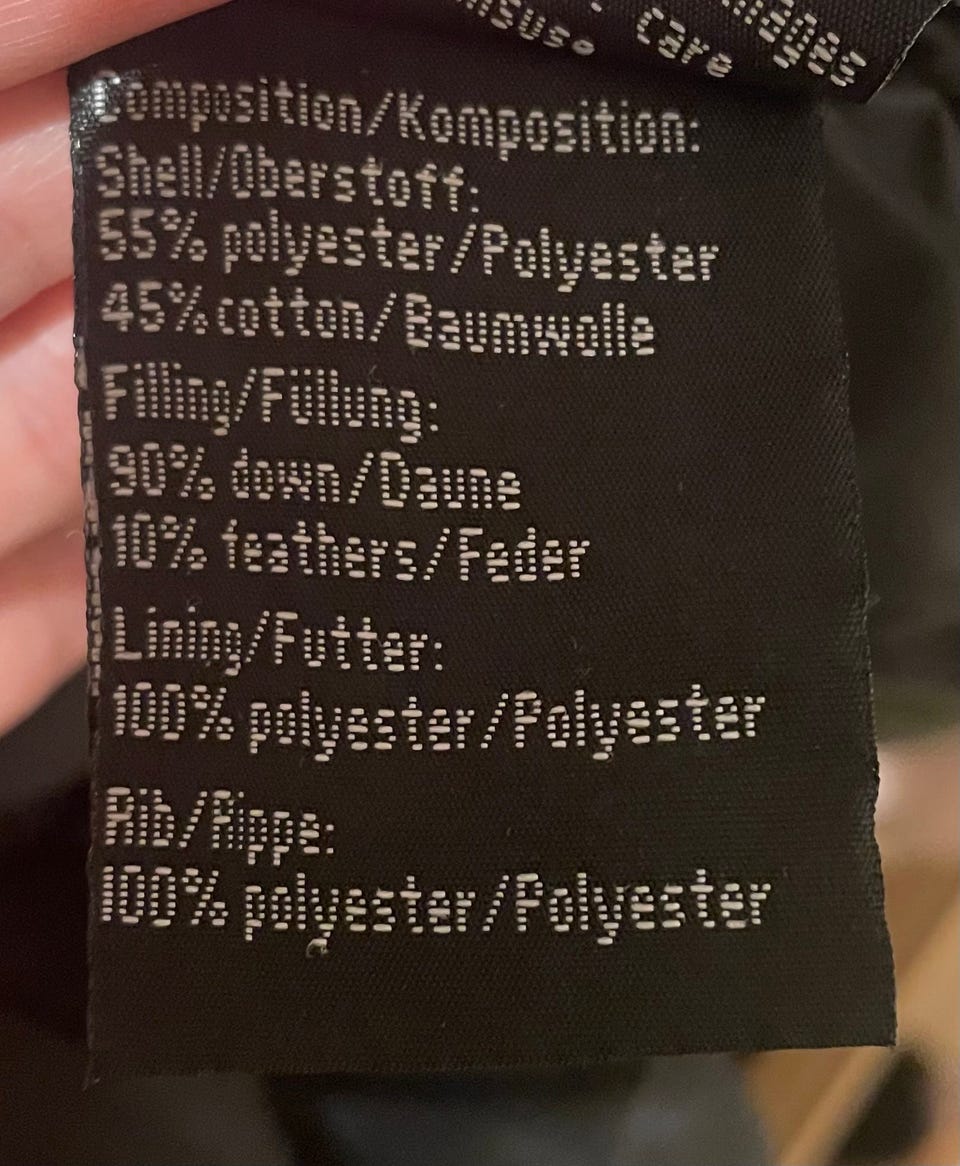 Care
Composition/Komposition:
Shell/Oberstoff:
55% polyester/Polyester
45% cotton/Baumwolle
Filling/Füllung:
90% down/Daune
10% feathers/Feder
Lining/Futter:
100% polyester/Polyester
Rib/Rippe:
100% polyester/Polyester